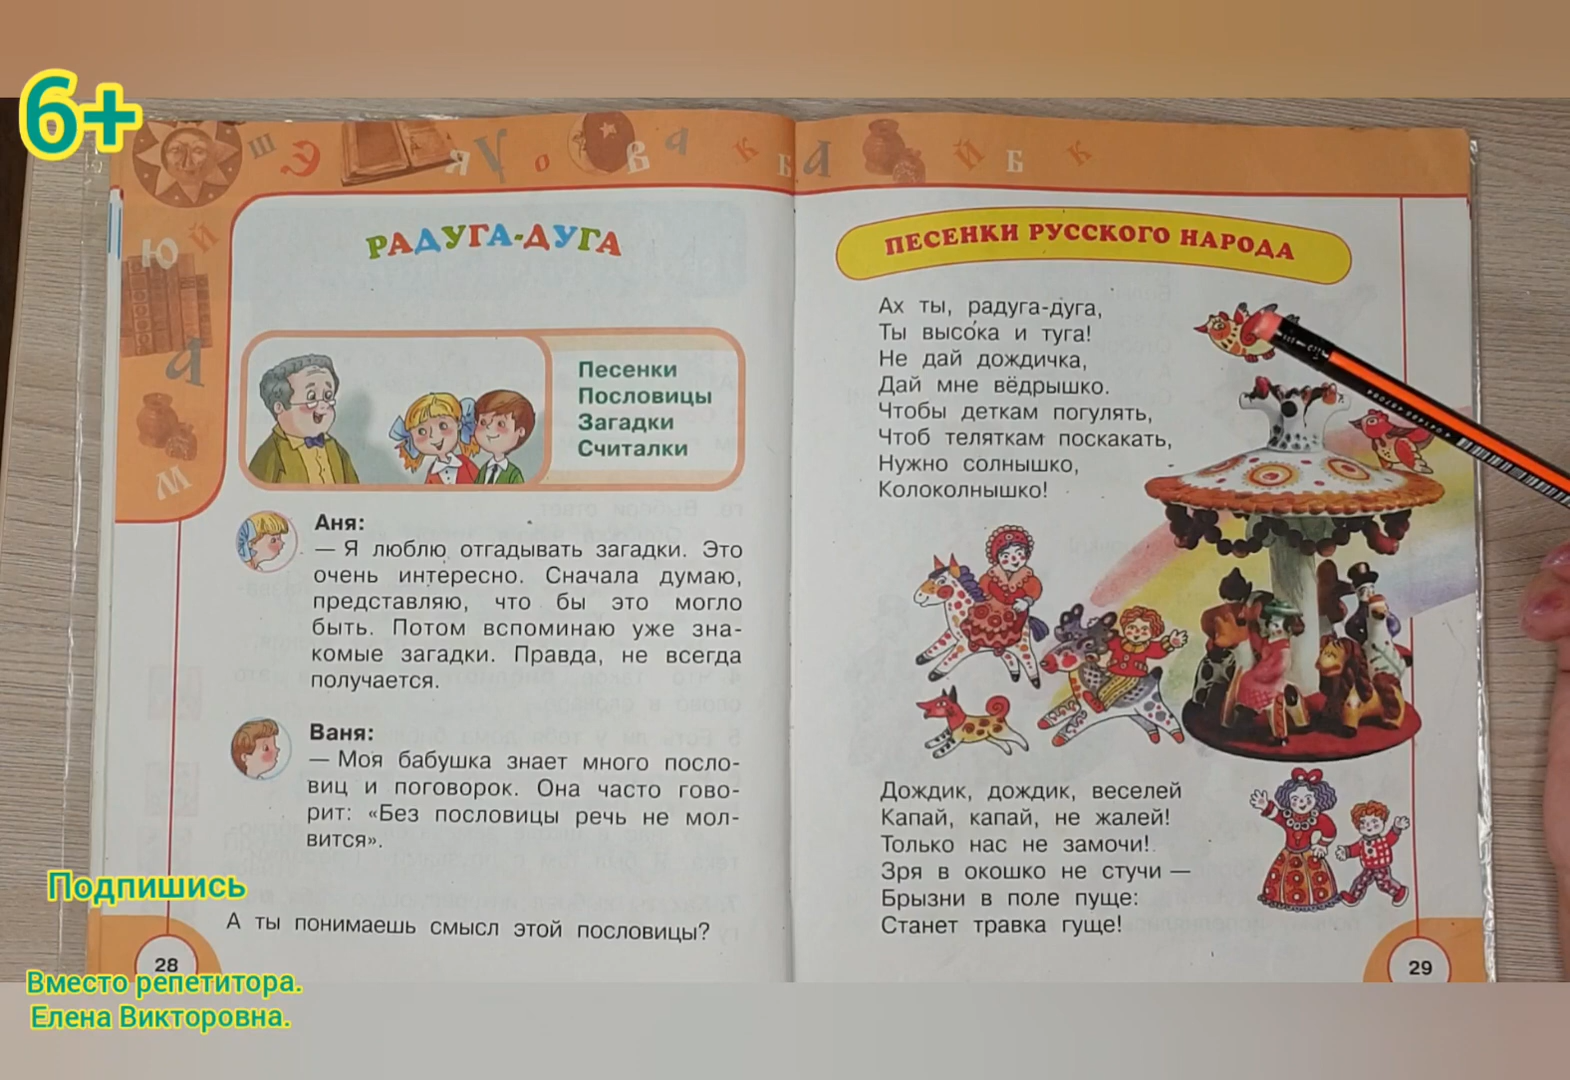 6+
РАДУГА-ДУГА
Песенки
Пословицы
Загадки
Считалки
Аня:
— Я люблю отгадывать загадки. Это
очень интересно. Сначала думаю,
представляю, что бы это могло
быть. Потом вспоминаю уже зна-
комые загадки. Правда, не всегда
получается.
Ваня:
— Моя бабушка знает много посло-
виц и поговорок. Она часто гово-
рит: «Без пословицы речь не мол-
вится».
Подпишись
А ты понимаешь смысл этой пословицы?
28
Вместо репетитора.
Елена Викторовна.
ПЕСЕНКИ РУССКОГО НАРОДА
Ах ты, радуга-дуга,
Ты высо́ка и туга!
Не дай дождичка,
Дай мне вёдрышко.
Чтобы деткам погулять,
Чтоб теляткам поскакать,
Нужно солнышко,
Колоколнышко!
Дождик, дождик, веселей
Капай, капай, не жалей!
Только нас не замочи!
Зря в окошко не стучи —
Брызни в поле пуще:
Станет травка гуще!
29